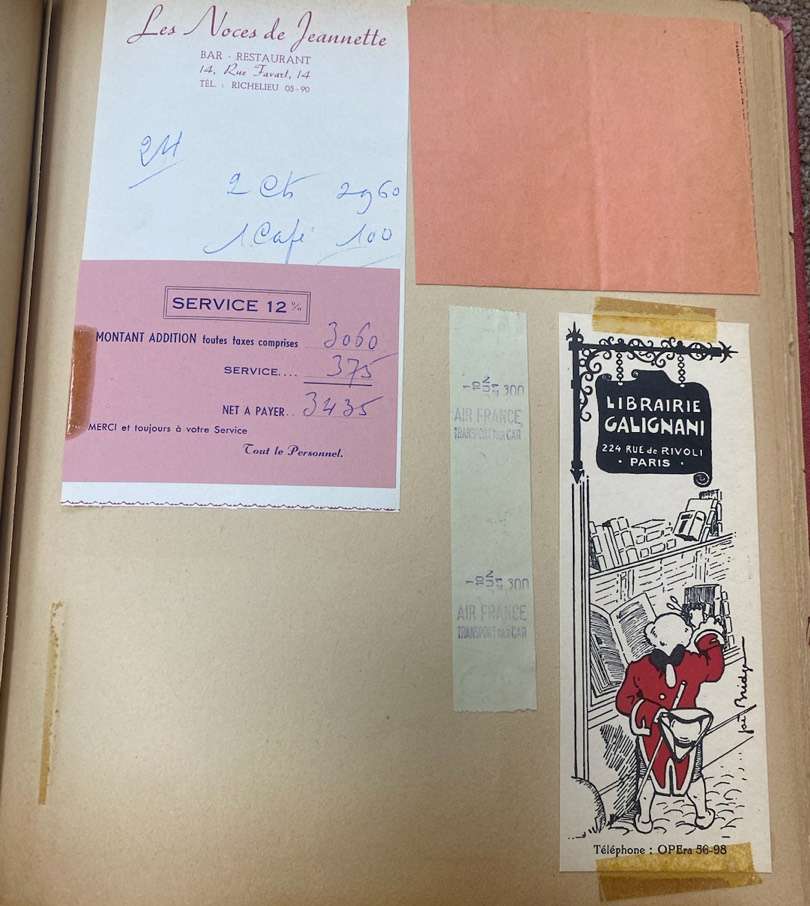 Les Noces de Jeannette
BAR - RESTAURANT
14, Rue Favart, 14
TÉL. : RICHELIEU 05-90
2 Ch 2960
1 Café 100
SERVICE 12 %
MONTANT ADDITION toutes taxes comprises 3060
SERVICE.... 375
NET A PAYER.. 3435
MERCI et toujours à votre Service
Tout le Personnel.
300
AIR FRANCE
TRANSPORT PAR CAR
300
AIR FRANCE
TRANSPORT PAR CAR
LIBRAIRIE
GALIGNANI
224 RUE de RIVOLI
· PARIS ·
Téléphone : OPEra 56-98